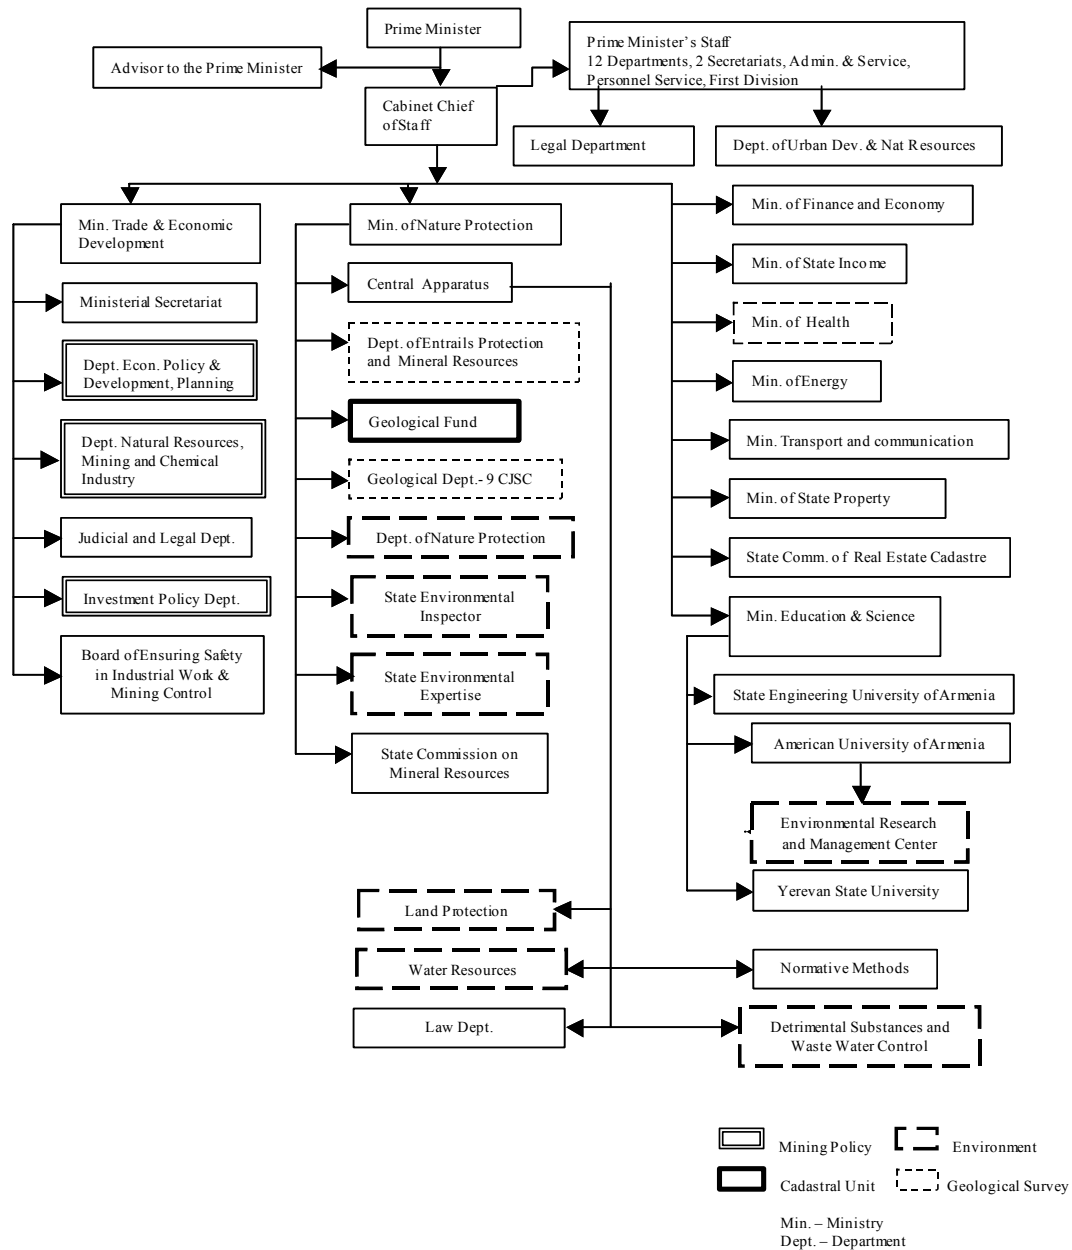 Prime Minister
Advisor to the Prime Minister
Prime Minister's Staff
12 Departments, 2 Secretariats, Admin. & Service,
Personnel Service, First Division
Cabinet Chief
of Staff
Legal Department
Dept. of Urban Dev. & Nat Resources
Min. Trade & Economic
Development
Ministerial Secretariat
Dept. Econ. Policy &
Development, Planning
Dept. Natural Resources,
Mining and Chemical
Industry
Judicial and Legal Dept.
Investment Policy Dept.
Board of Ensuring Safety
in Industrial Work &
Mining Control
Min. of Nature Protection
Central Apparatus
Dept. of Entrails Protection
and Mineral Resources
Geological Fund
Geological Dept.- 9 CJSC
Dept. of Nature Protection
State Environmental
Inspector
State Environmental
Expertise
State Commission on
Mineral Resources
Min. of Finance and Economy
Min. of State Income
Min. of Health
Min. of Energy
Min. Transport and communication
Min. of State Property
State Comm. of Real Estate Cadastre
Min. Education & Science
State Engineering University of Armenia
American University of Armenia
Environmental Research
and Management Center
Yerevan State University
Land Protection
Water Resources
Normative Methods
Law Dept.
Detrimental Substances and
Waste Water Control
Mining Policy
Environment
Cadastral Unit
Geological Survey
Min. – Ministry
Dept. – Department